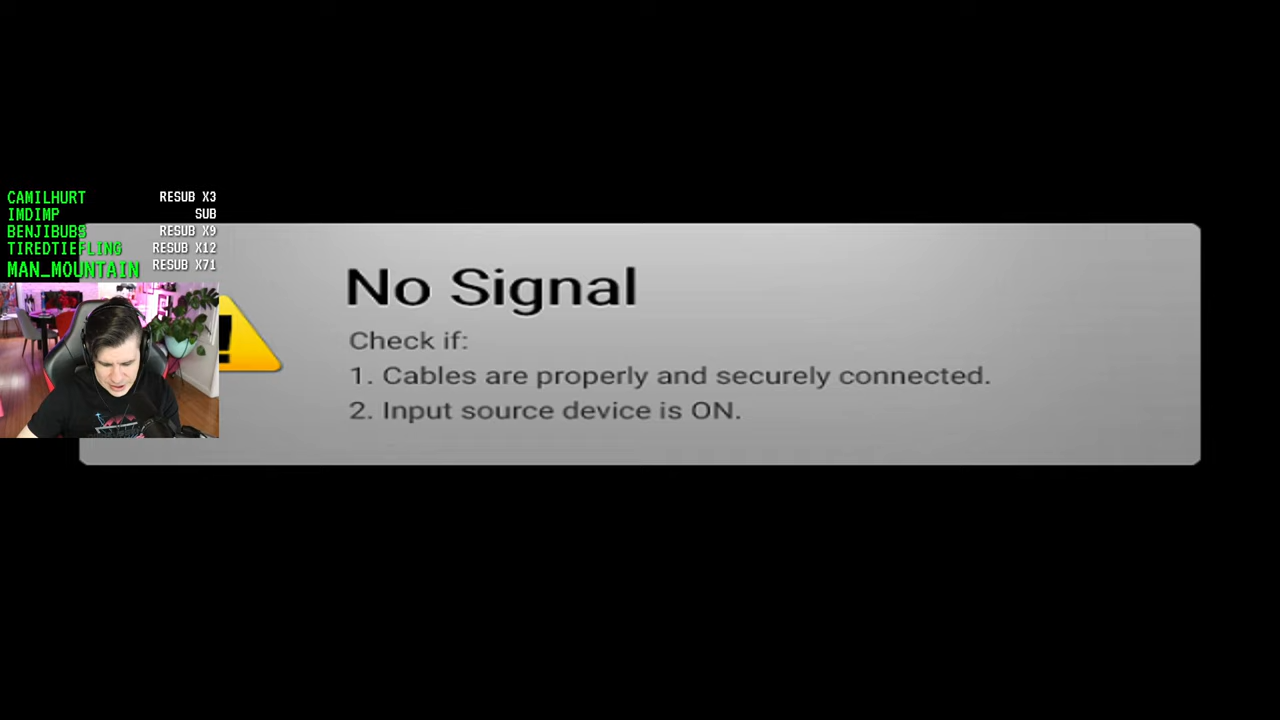 CAMILHURT RESUB X3
IMDIMP SUB
BENJIBUBS RESUB X9
TIREDTIEFLING RESUB X12
MAN_MOUNTAIN RESUB X71
No Signal
!
Check if:
1. Cables are properly and securely connected.
2. Input source device is ON.